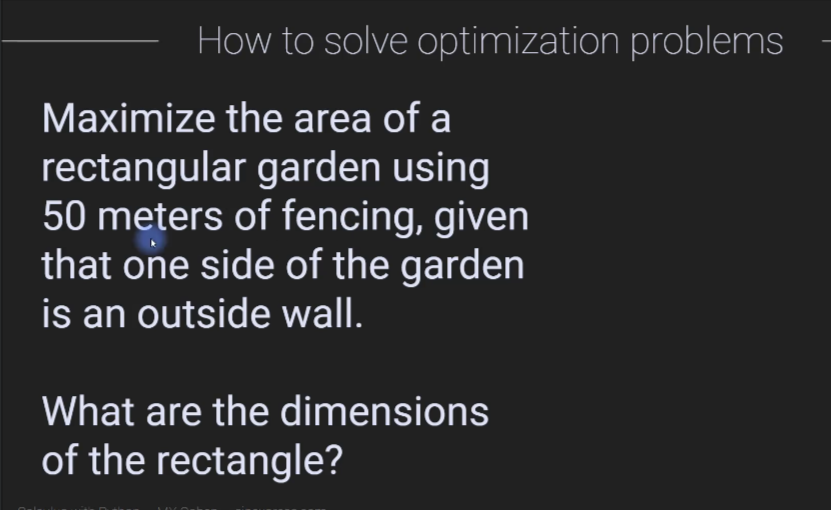 How to solve optimization problems
Maximize the area of a
rectangular garden using
50 meters of fencing, given
that one side of the garden
is an outside wall.
What are the dimensions
of the rectangle?